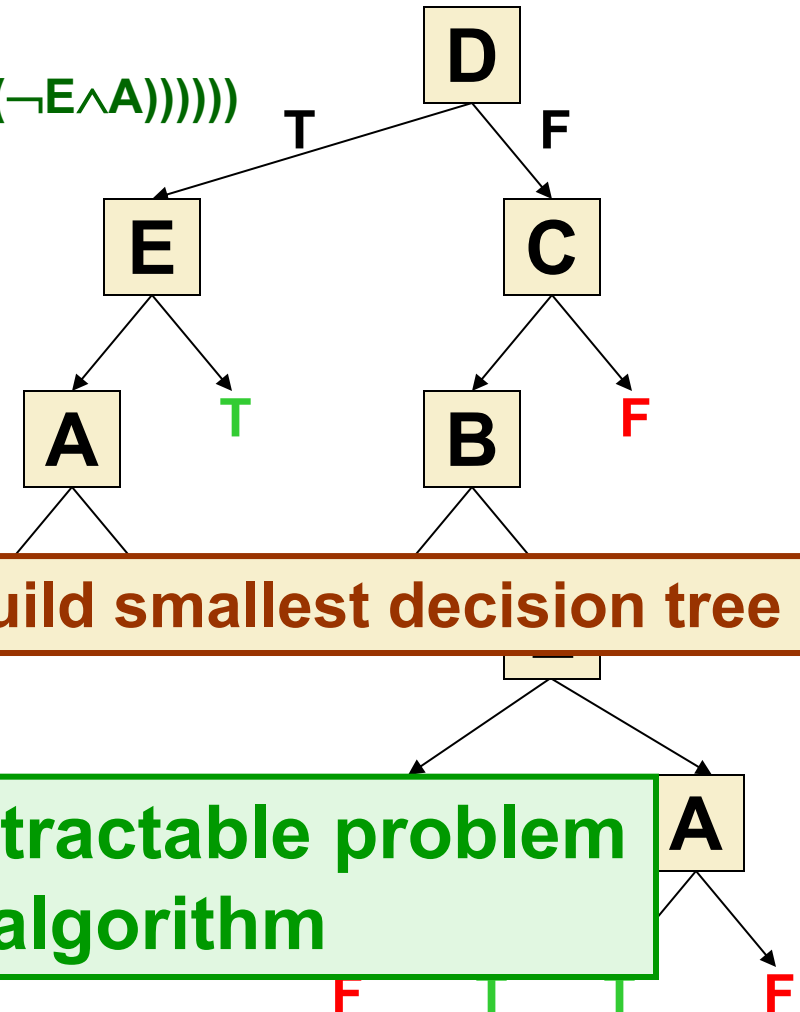 D
(¬E∧A))))))
T F
E C
T F
A B
uild smallest decision tree
tractable problem
A
algorithm
F T T F